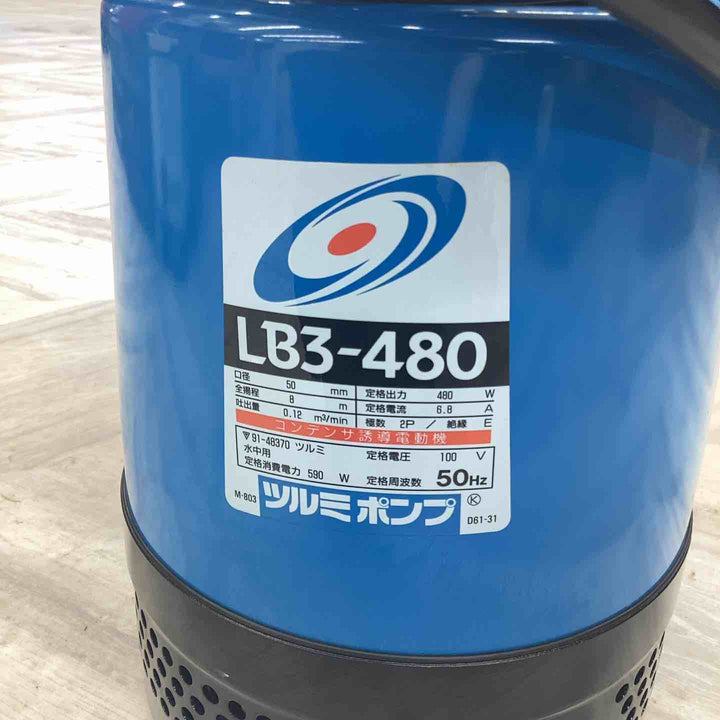 LB3-480
口径 50 mm 定格出力 480 W
全揚程 8 m 定格電流 6.8 A
吐出量 0.12 m³/min 極数 2P / 絶縁 E
コンデンサ誘導電動機
▽91-48370 ツルミ
水中用 定格電圧 100 V
定格消費電力 590 W 定格周波数 50Hz
M-803 ツルミポンプ Ⓚ D61-31